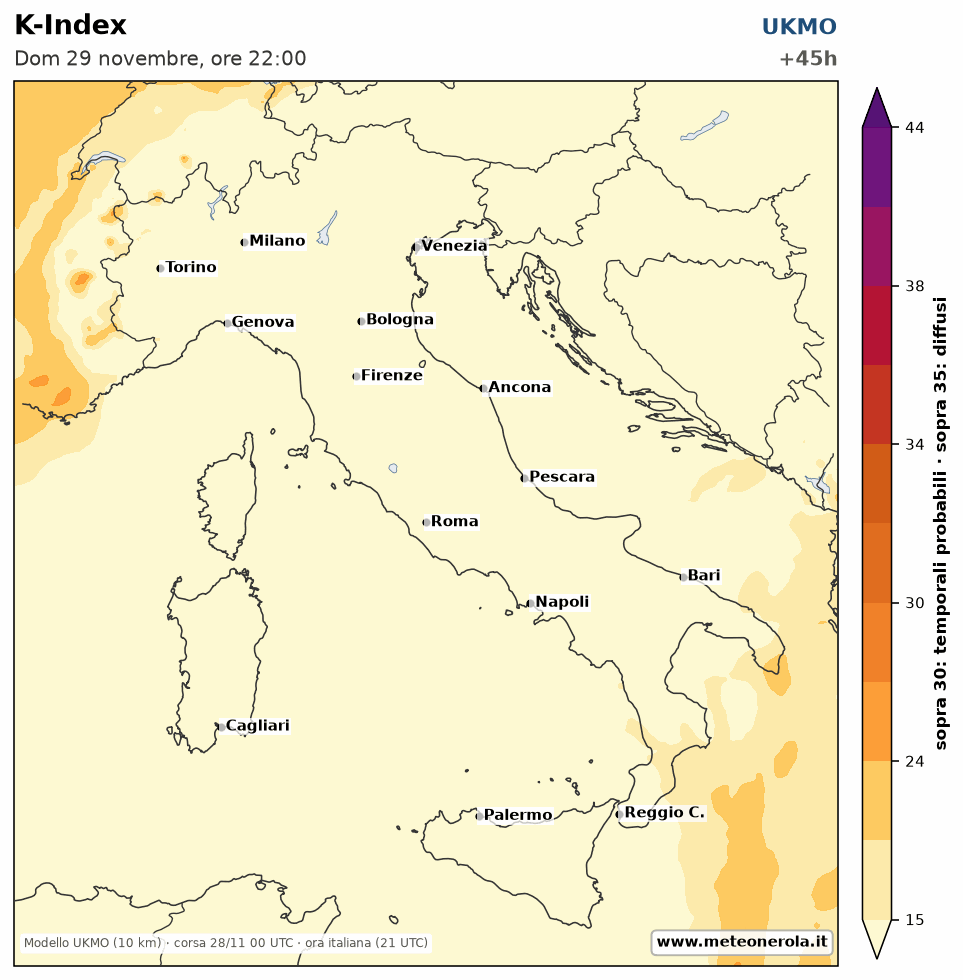 K-Index
UKMO
Dom 29 novembre, ore 22:00
+45h
44
Milano
Venezia
Torino
38
Genova
Bologna
Firenze
Ancona
34
Pescara
Roma
Bari
30
Napoli
Cagliari
24
Palermo
Reggio C.
15
sopra 30: temporali probabili · sopra 35: diffusi
Modello UKMO (10 km) · corsa 28/11 00 UTC · ora italiana (21 UTC)
www.meteonerola.it